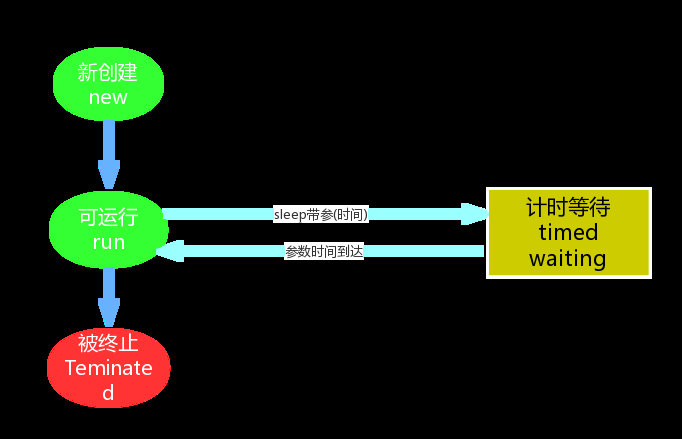 新创建
new
可运行
run
sleep带参(时间)
参数时间到达
计时等待
timed
waiting
被终止
Teminate
d